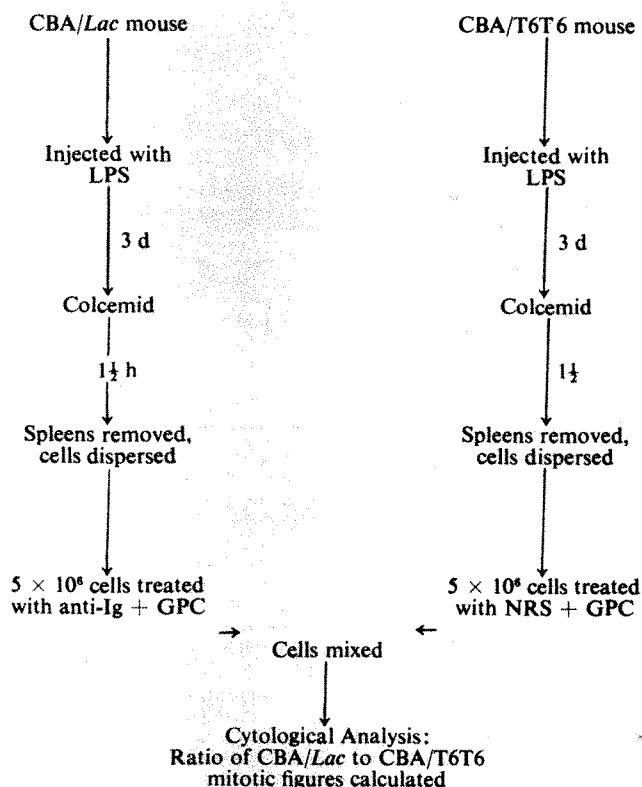 CBA/Lac mouse
Injected with
LPS
3 d
Colcemid
1½ h
Spleens removed,
cells dispersed
5 × 10⁶ cells treated
with anti-Ig + GPC
CBA/T6T6 mouse
Injected with
LPS
3 d
Colcemid
1½
Spleens removed,
cells dispersed
5 × 10⁶ cells treated
with NRS + GPC
Cells mixed
Cytological Analysis:
Ratio of CBA/Lac to CBA/T6T6
mitotic figures calculated